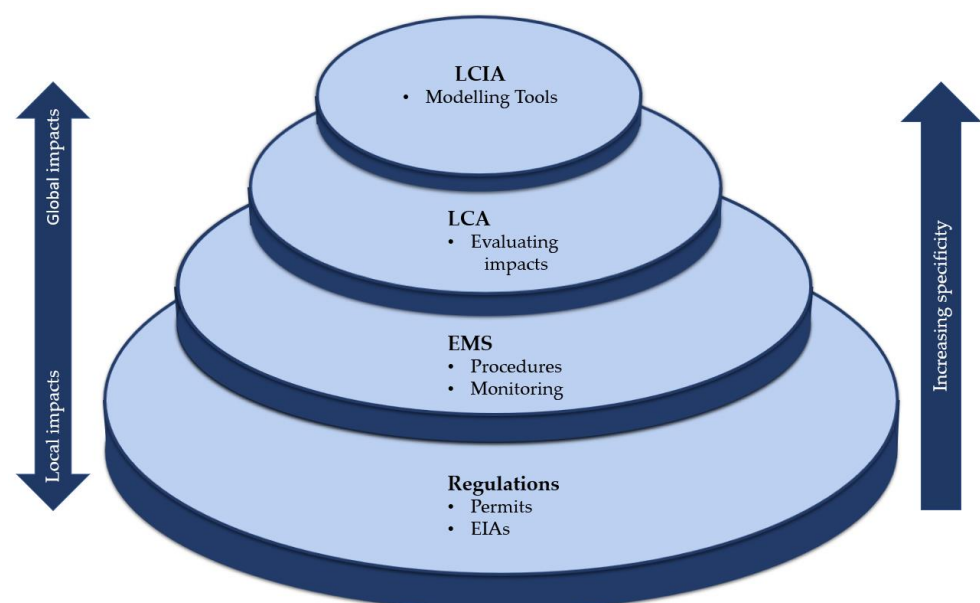 LCIA
• Modelling Tools
LCA
• Evaluating
impacts
EMS
• Procedures
• Monitoring
Regulations
• Permits
• EIAs
Global impacts
Local impacts
Increasing specificity